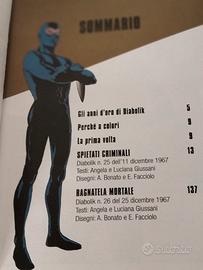 SOMMARIO
Gli anni d'oro di Diabolik 5
Perché a colori 9
La prima volta 9
SPIETATI CRIMINALI 13
Diabolik n. 25 dell'11 dicembre 1967
Testi: Angela e Luciana Giussani
Disegni: A. Bonato e E. Facciolo
RAGNATELA MORTALE 137
Diabolik n. 26 del 25 dicembre 1967
Testi: Angela e Luciana Giussani
Disegni: A. Bonato e E. Facciolo
subito.it